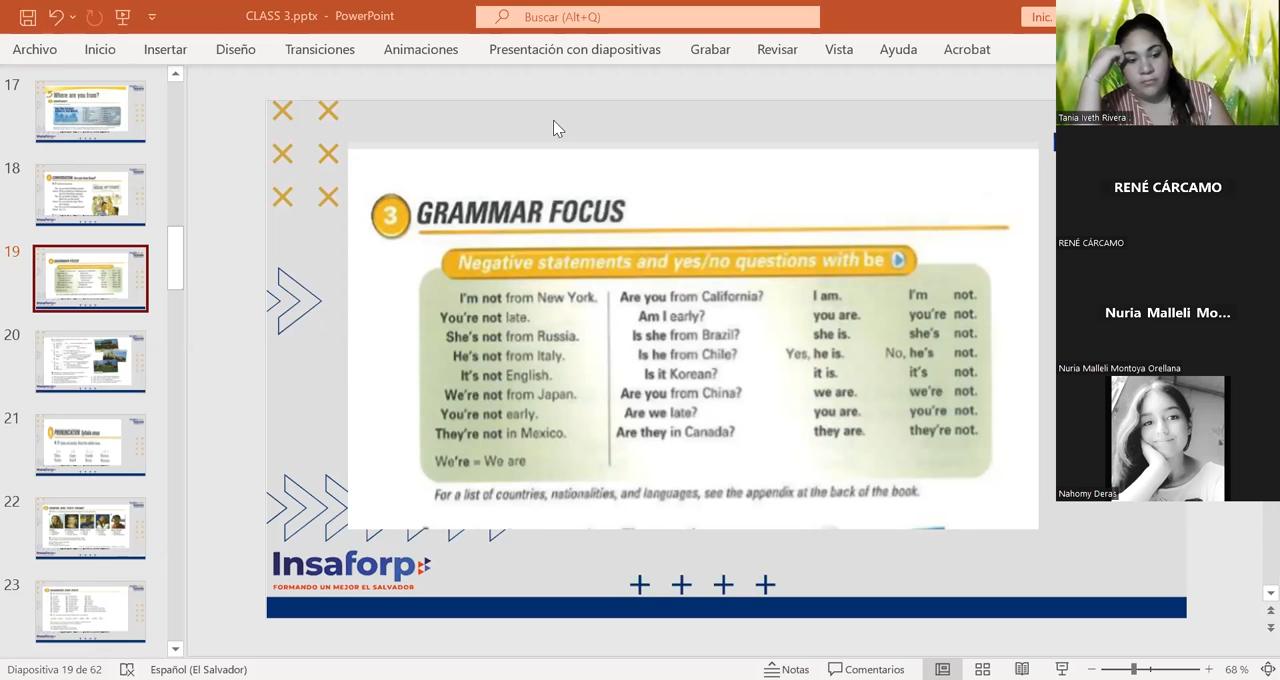 CLASS 3.pptx - PowerPoint
Buscar (Alt+Q)
Inic.
Archivo Inicio Insertar Diseño Transiciones Animaciones Presentación con diapositivas Grabar Revisar Vista Ayuda Acrobat
17
Where are you from?
18
19
GRAMMAR FOCUS
20
21
PRONUNCIATION
22
23
3 GRAMMAR FOCUS
Negative statements and yes/no questions with be
I'm not from New York. Are you from California? I am. I'm not.
You're not late. Am I early? you are. you're not.
She's not from Russia. Is she from Brazil? she is. she's not.
He's not from Italy. Is he from Chile? Yes, he is. No, he's not.
It's not English. Is it Korean? it is. it's not.
We're not from Japan. Are you from China? we are. we're not.
You're not early. Are we late? you are. you're not.
They're not in Mexico. Are they in Canada? they are. they're not.
We're = We are
For a list of countries, nationalities, and languages, see the appendix at the back of the book.
Insaforp
FORMANDO UN MEJOR EL SALVADOR
Tania Iveth Rivera
RENÉ CÁRCAMO
RENÉ CÁRCAMO
Nuria Malleli Mo...
Nuria Malleli Montoya Orellana
Nahomy Deras
Diapositiva 19 de 62 Español (El Salvador) Notas Comentarios 68 %